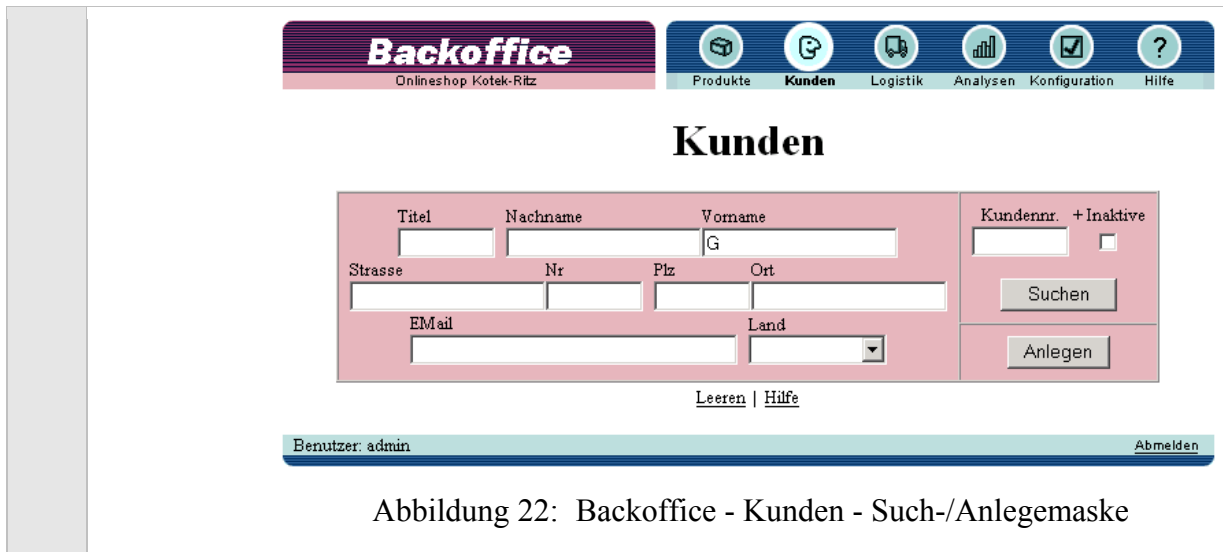 Backoffice
Onlineshop Kotek-Ritz
Produkte Kunden Logistik Analysen Konfiguration Hilfe
?
Kunden
Titel Nachname Vorname
G
Kundennr. + Inaktive
Strasse Nr Plz Ort
Suchen
EMail Land
Anlegen
Leeren | Hilfe
Benutzer: admin Abmelden
Abbildung 22: Backoffice - Kunden - Such-/Anlegemaske